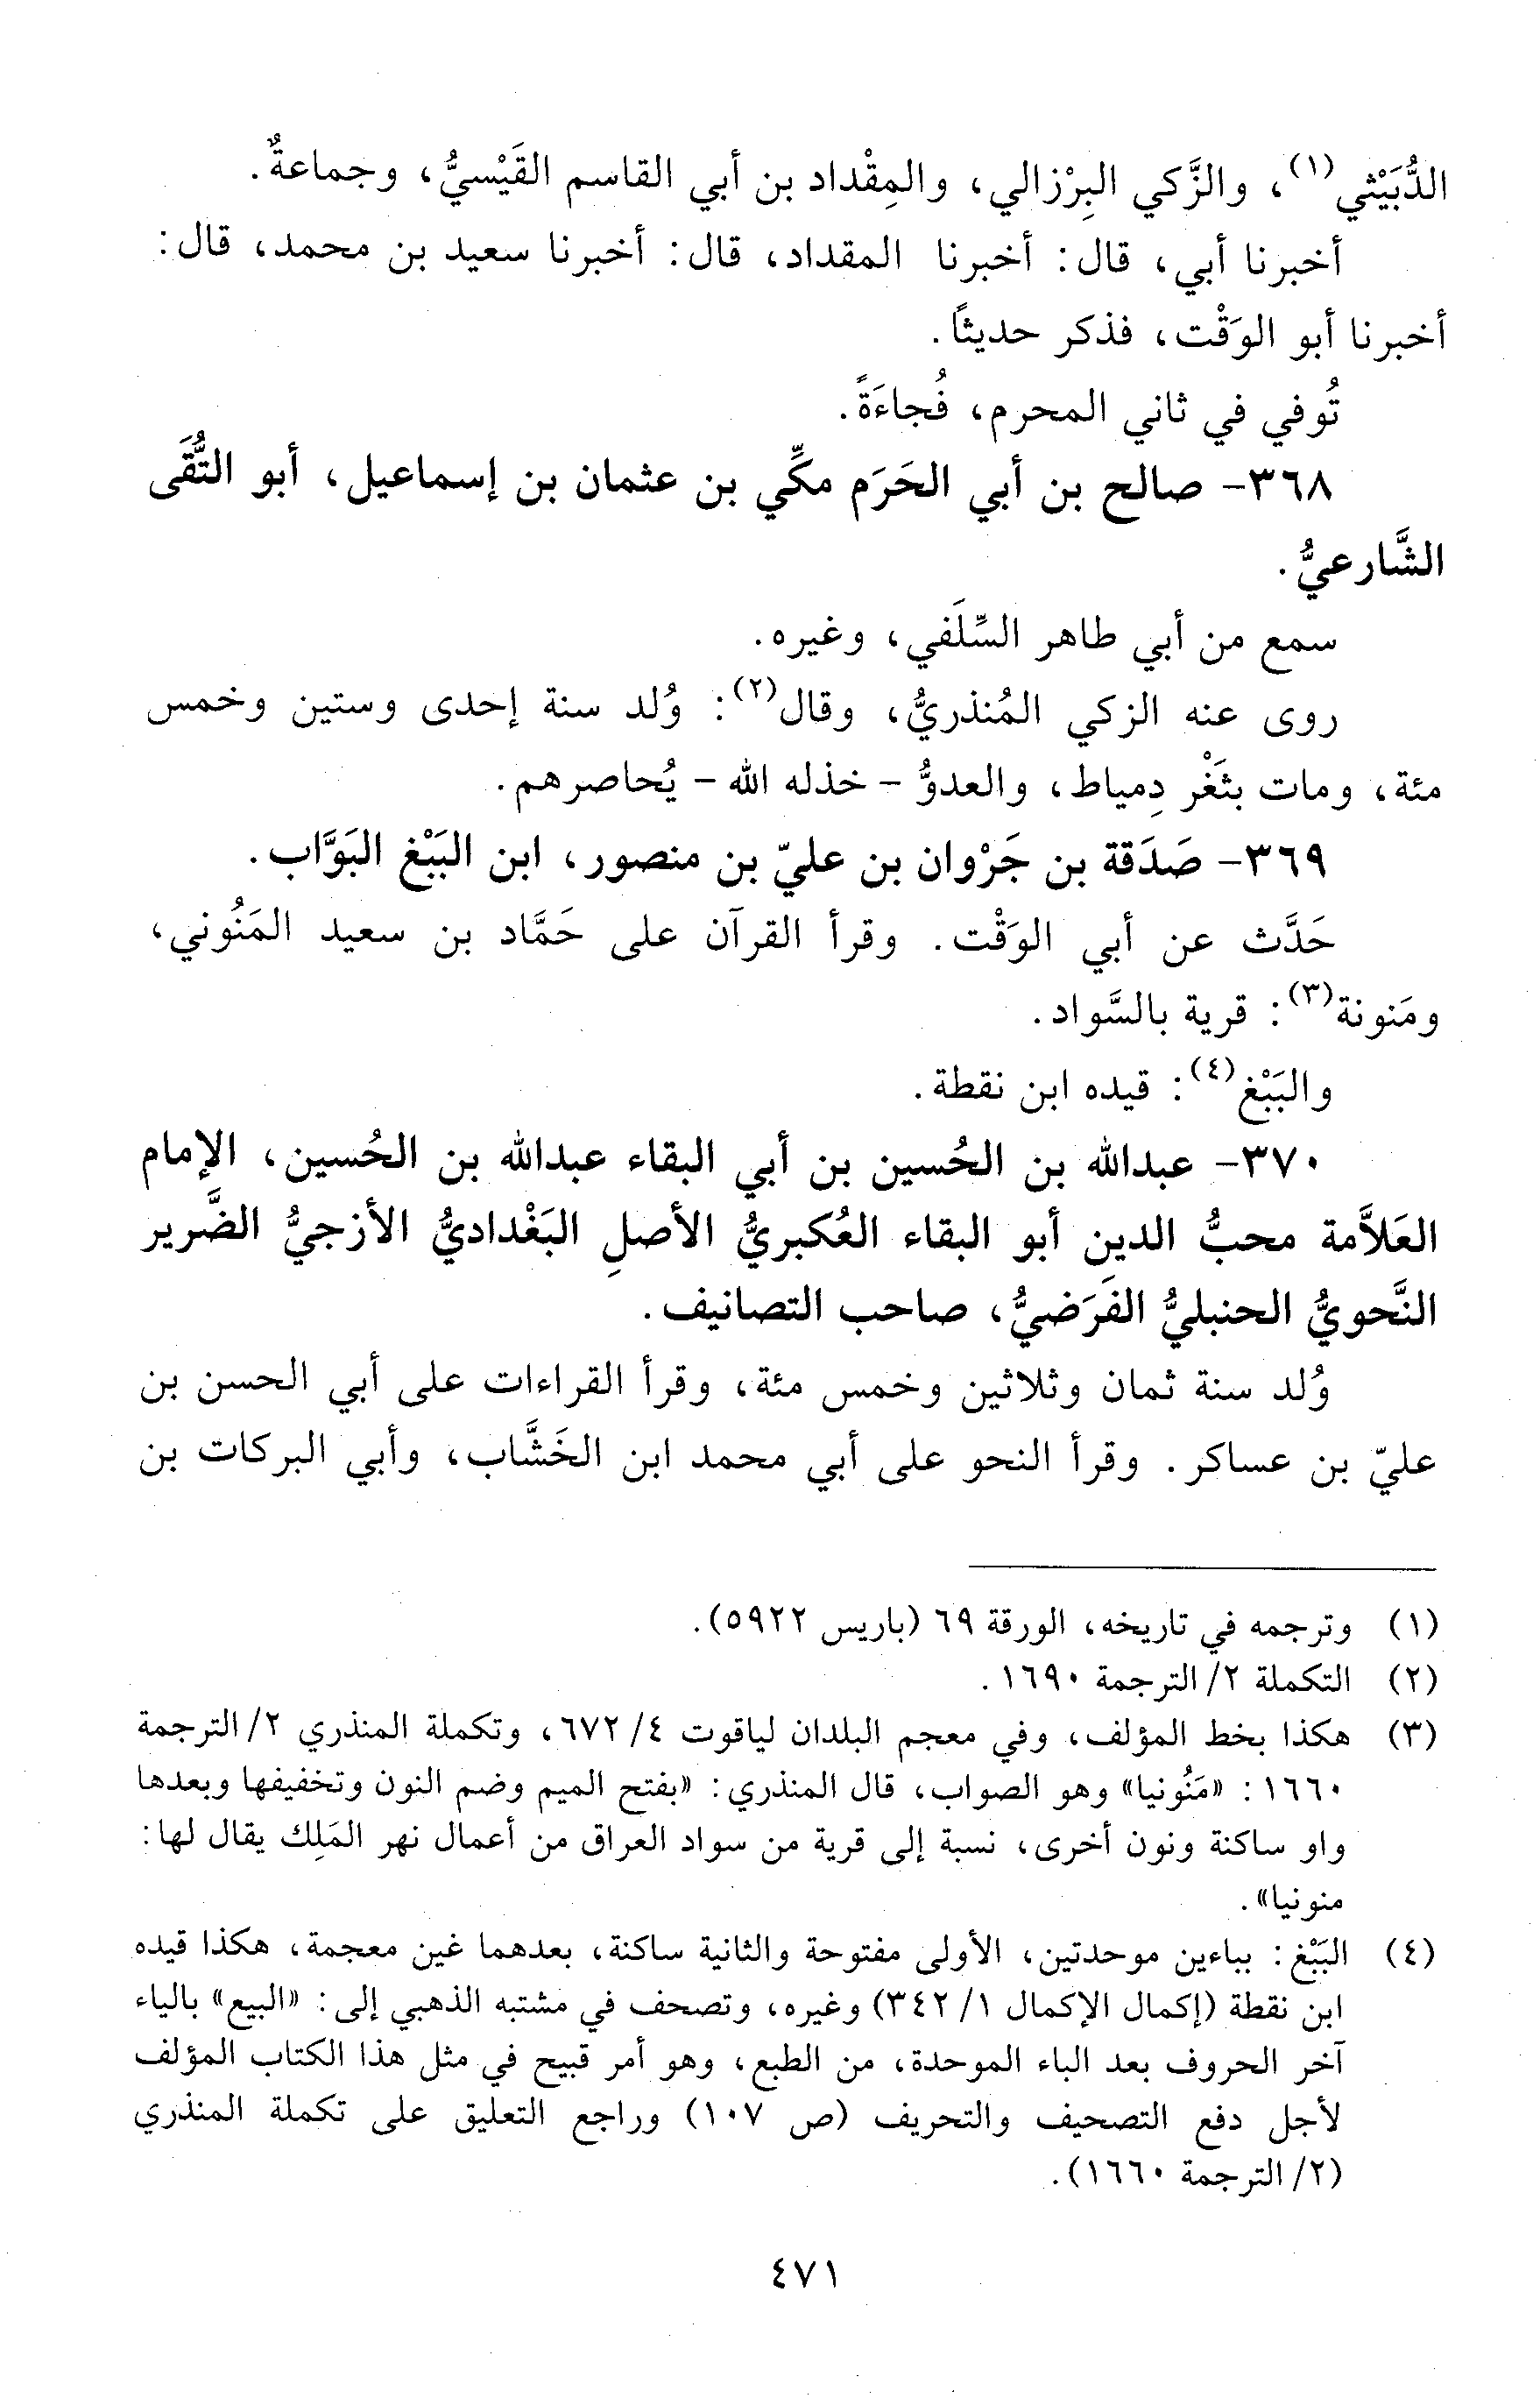 الدُّبَيْثي(١)، والزَّكي البِرْزالي، والمِقْداد بن أبي القاسم القَيْسيُّ، وجماعةٌ.
أخبرنا أبي، قال: أخبرنا المقداد، قال: أخبرنا سعيد بن محمد، قال:
أخبرنا أبو الوَقْت، فذكر حديثاً.
تُوفي في ثاني المحرم، فُجاءَةً.
٣٦٨- صالح بن أبي الحَرَم مكِّي بن عثمان بن إسماعيل، أبو التُّقَى
الشَّارعيُّ.
سمع من أبي طاهر السِّلَفي، وغيره.
روى عنه الزكي المُنذريُّ، وقال(٢): وُلد سنة إحدى وستين وخمس
مئة، ومات بثَغْر دِمياط، والعدوُّ - خذله الله - يُحاصرهم.
٣٦٩- صَدَقة بن جَرْوان بن عليّ بن منصور، ابن البَبْغ البَوَّاب.
حَدَّث عن أبي الوَقْت. وقرأ القرآن على حَمَّاد بن سعيد المَنُوني،
ومَنونة(٣): قرية بالسَّواد.
والبَبْغ(٤): قيده ابن نقطة.
٣٧٠- عبدالله بن الحُسين بن أبي البقاء عبدالله بن الحُسين، الإمام
العَلاَّمة محبُّ الدين أبو البقاء العُكبريُّ الأصلِ البَغْداديُّ الأزجيُّ الضَّرير
النَّحويُّ الحنبليُّ الفَرَضيُّ، صاحب التصانيف.
وُلد سنة ثمان وثلاثين وخمس مئة، وقرأ القراءات على أبي الحسن بن
عليّ بن عساكر. وقرأ النحو على أبي محمد ابن الخَشَّاب، وأبي البركات بن
(١) وترجمه في تاريخه، الورقة ٦٩ (باريس ٥٩٢٢).
(٢) التكملة ٢/ الترجمة ١٦٩٠.
(٣) هكذا بخط المؤلف، وفي معجم البلدان لياقوت ٤/ ٦٧٢، وتكملة المنذري ٢/ الترجمة
١٦٦٠: «مَنُونيا» وهو الصواب، قال المنذري: «بفتح الميم وضم النون وتخفيفها وبعدها
واو ساكنة ونون أخرى، نسبة إلى قرية من سواد العراق من أعمال نهر المَلِك يقال لها:
منونيا».
(٤) البَبْغ: بباءين موحدتين، الأولى مفتوحة والثانية ساكنة، بعدهما غين معجمة، هكذا قيده
ابن نقطة (إكمال الإكمال ١/ ٣٤٢) وغيره، وتصحف في مشتبه الذهبي إلى: «البيع» بالياء
آخر الحروف بعد الباء الموحدة، من الطبع، وهو أمر قبيح في مثل هذا الكتاب المؤلف
لأجل دفع التصحيف والتحريف (ص ١٠٧) وراجع التعليق على تكملة المنذري
(٢/ الترجمة ١٦٦٠).
٤٧١